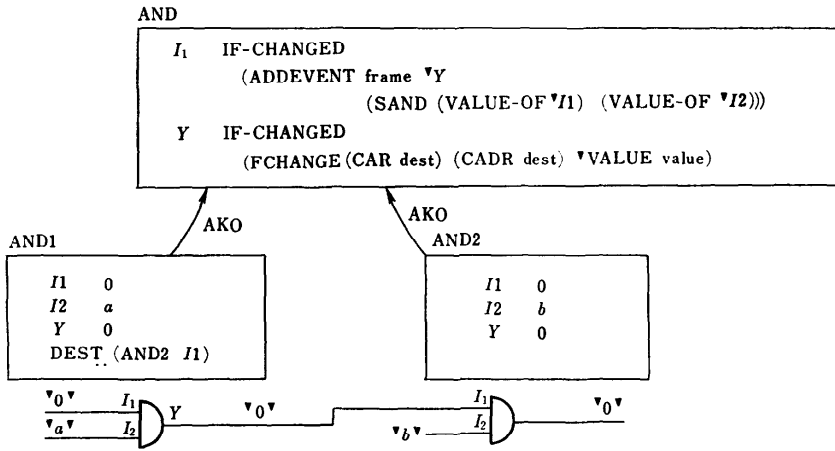 AND
I₁ IF-CHANGED
(ADDEVENT frame ▼Y
(SAND (VALUE-OF ▼I1) (VALUE-OF ▼I2)))
Y IF-CHANGED
(FCHANGE (CAR dest) (CADR dest) ▼VALUE value)
AKO
AKO
AND1
I1 0
I2 a
Y 0
DEST (AND2 I1)
AND2
I1 0
I2 b
Y 0
▼0▼ I₁ Y ▼0▼ I₁ ▼0▼
▼a▼ I₂ ▼b▼ I₂